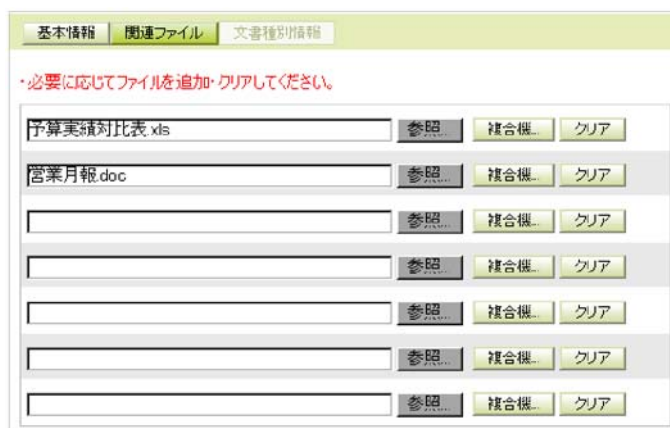 基本情報 関連ファイル 文書種別情報
・必要に応じてファイルを追加・クリアしてください。
予算実績対比表.xls 参照... 複合機... クリア
営業月報.doc 参照... 複合機... クリア
参照... 複合機... クリア
参照... 複合機... クリア
参照... 複合機... クリア
参照... 複合機... クリア
参照... 複合機... クリア